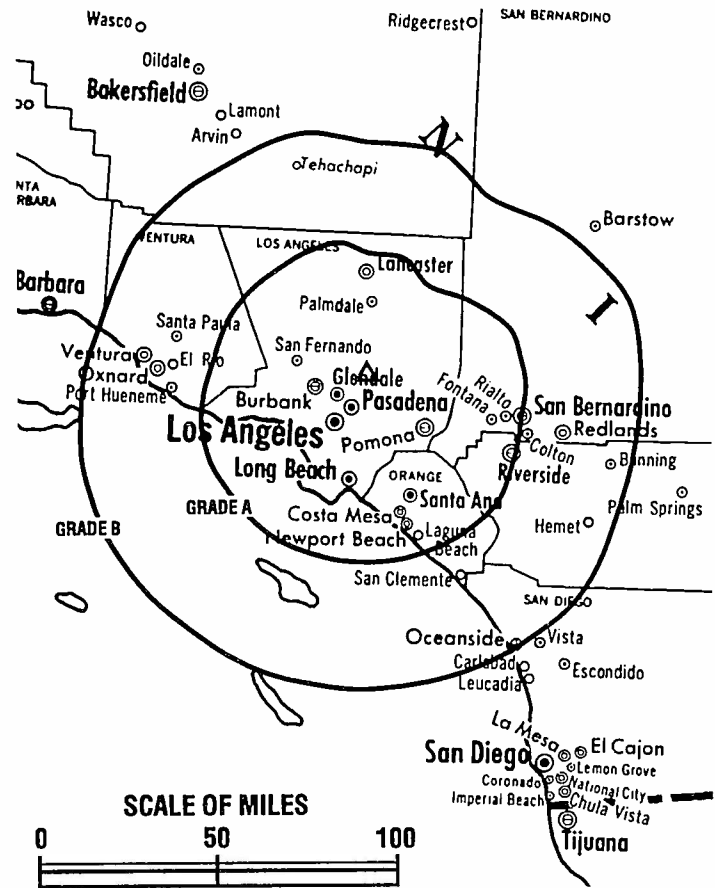 Wasco
Ridgecrest
SAN BERNARDINO
Oildale
Bakersfield
Lamont
Arvin
N
Tehachapi
NTA
RBARA
Barstow
VENTURA
LOS ANGELES
Lancaster
Barbara
I
Palmdale
Santa Paula
San Fernando
Ventura
El Rio
Oxnard
Port Hueneme
Glendale
Burbank
Pasadena
Fontana
Rialto
San Bernardino
Los Angeles
Pomona
Colton
Redlands
Riverside
Banning
Long Beach
ORANGE
Santa Ana
Palm Springs
GRADE A
GRADE B
Costa Mesa
Newport Beach
Laguna
Beach
Hemet
San Clemente
SAN DIEGO
Oceanside
Vista
Carlsbad
Escondido
Leucadia
La Mesa
El Cajon
San Diego
Lemon Grove
Coronado
National City
Imperial Beach
Chula Vista
Tijuana
SCALE OF MILES
0 50 100